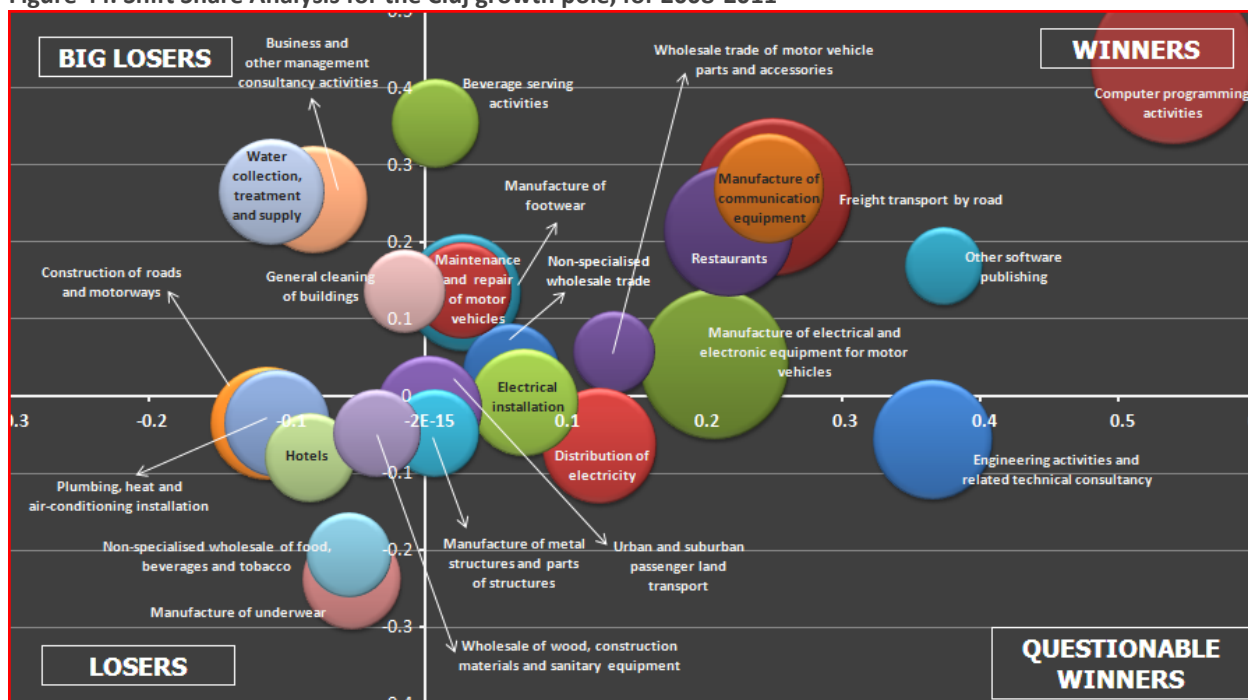 Figure 44. Shift Share Analysis for the Cluj growth pole, for 2008-2011
BIG LOSERS
Business and
other management
consultancy activities
Wholesale trade of motor vehicle
parts and accessories
WINNERS
Beverage serving
activities
0.4
Computer programming
activities
0.3
Water
collection,
treatment
and supply
Manufacture of
footwear
Manufacture of
communication
equipment
Freight transport by road
0.2
Construction of roads
and motorways
General cleaning
of buildings
Maintenance
and repair
of motor
vehicles
Non-specialised
wholesale trade
Restaurants
Other software
publishing
0.1
Manufacture of electrical and
electronic equipment for motor
vehicles
Electrical
installation
0
0.3
-0.2
-0.1
-2E-15
0.1
0.2
0.3
0.4
0.5
Hotels
Distribution of
electricity
Engineering activities and
related technical consultancy
-0.1
Plumbing, heat and
air-conditioning installation
Non-specialised wholesale of food,
beverages and tobacco
-0.2
Manufacture of metal
structures and parts
of structures
Urban and suburban
passenger land
transport
Manufacture of underwear
-0.3
LOSERS
Wholesale of wood, construction
materials and sanitary equipment
QUESTIONABLE
WINNERS